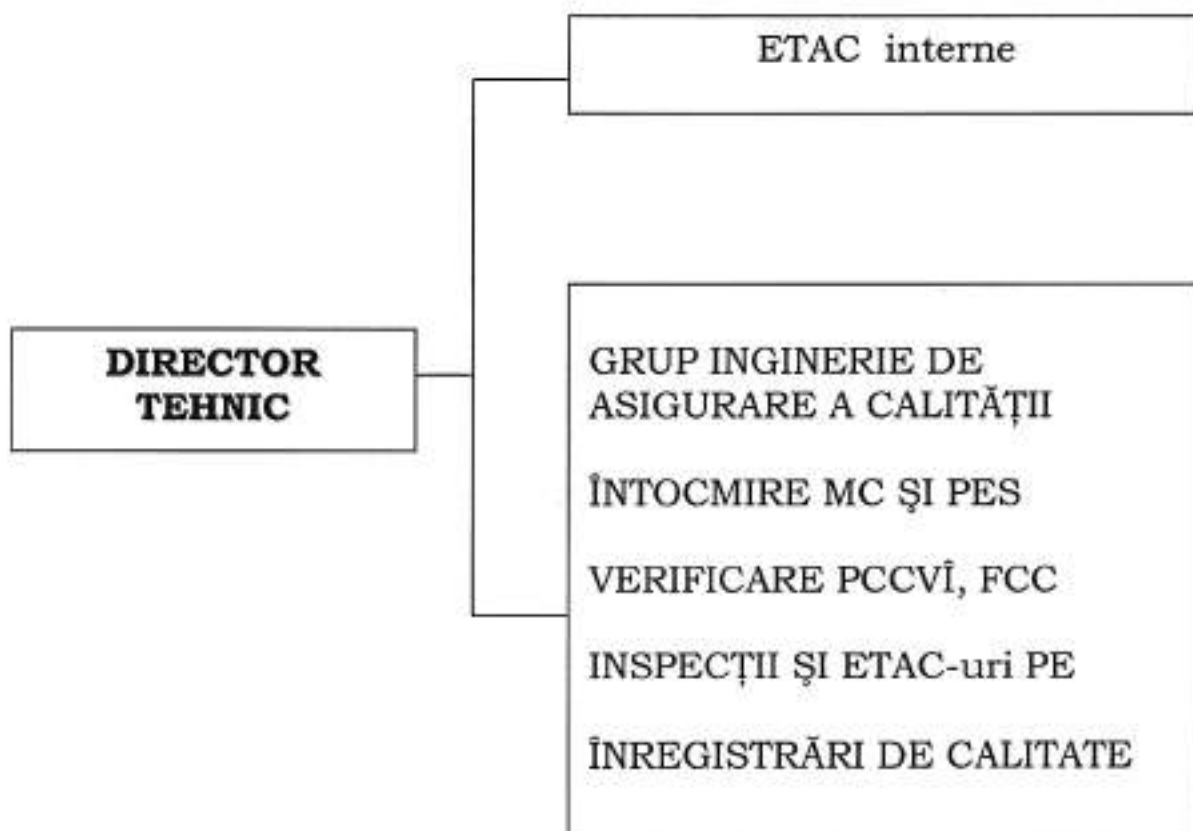 ETAC interne
DIRECTOR
TEHNIC
GRUP INGINERIE DE
ASIGURARE A CALITĂȚII
ÎNTOCMIRE MC ŞI PES
VERIFICARE PCCVÎ, FCC
INSPECȚII ŞI ETAC-uri PE
ÎNREGISTRĂRI DE CALITATE